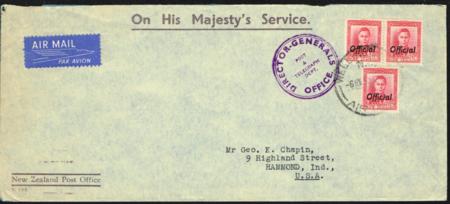 On His Majesty's Service.
AIR MAIL
PAR AVION
DIRECTOR-GENERAL'S
POST
&
TELEGRAPH
DEPT.
OFFICE.
Official
Official
Official
Mr Geo. K. Chapin,
9 Highland Street,
HAMMOND, Ind.,
U.S.A.
New Zealand Post Office